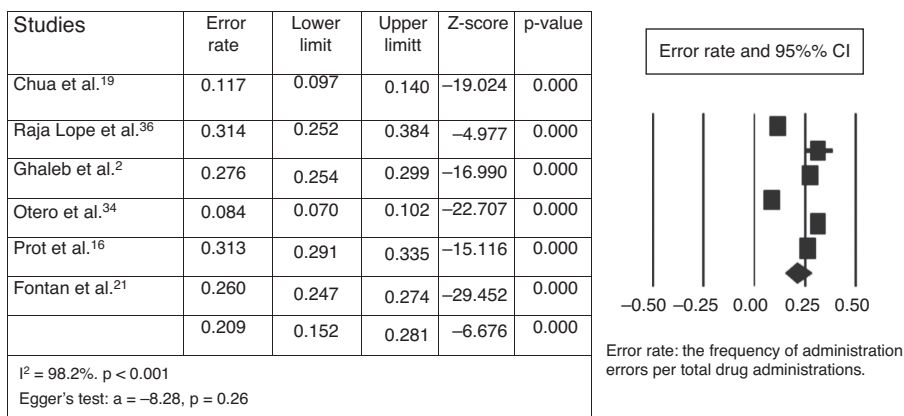 Studies Error rate Lower limit Upper limitt Z-score p-value
Chua et al.19 0.117 0.097 0.140 –19.024 0.000
Raja Lope et al.36 0.314 0.252 0.384 –4.977 0.000
Ghaleb et al.2 0.276 0.254 0.299 –16.990 0.000
Otero et al.34 0.084 0.070 0.102 –22.707 0.000
Prot et al.16 0.313 0.291 0.335 –15.116 0.000
Fontan et al.21 0.260 0.247 0.274 –29.452 0.000
0.209 0.152 0.281 –6.676 0.000
I2 = 98.2%. p < 0.001
Egger's test: a = –8.28, p = 0.26
Error rate and 95%% CI
–0.50 –0.25 0.00 0.25 0.50
Error rate: the frequency of administration
errors per total drug administrations.